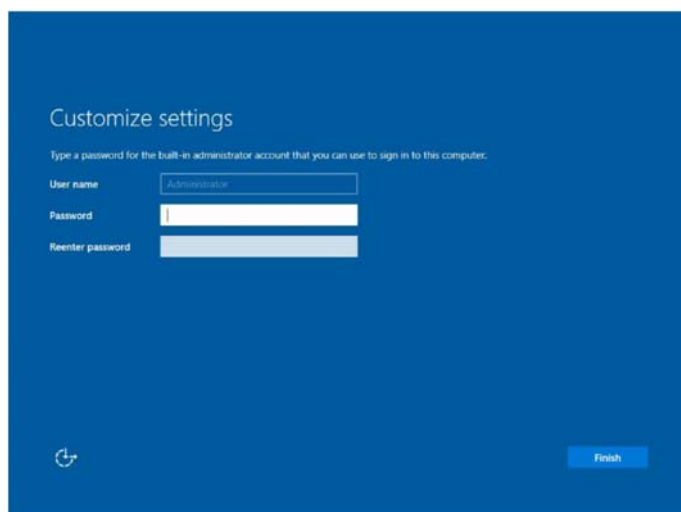 Customize settings
Type a password for the built-in administrator account that you can use to sign in to this computer.
User name Administrator
Password
Reenter password
Finish